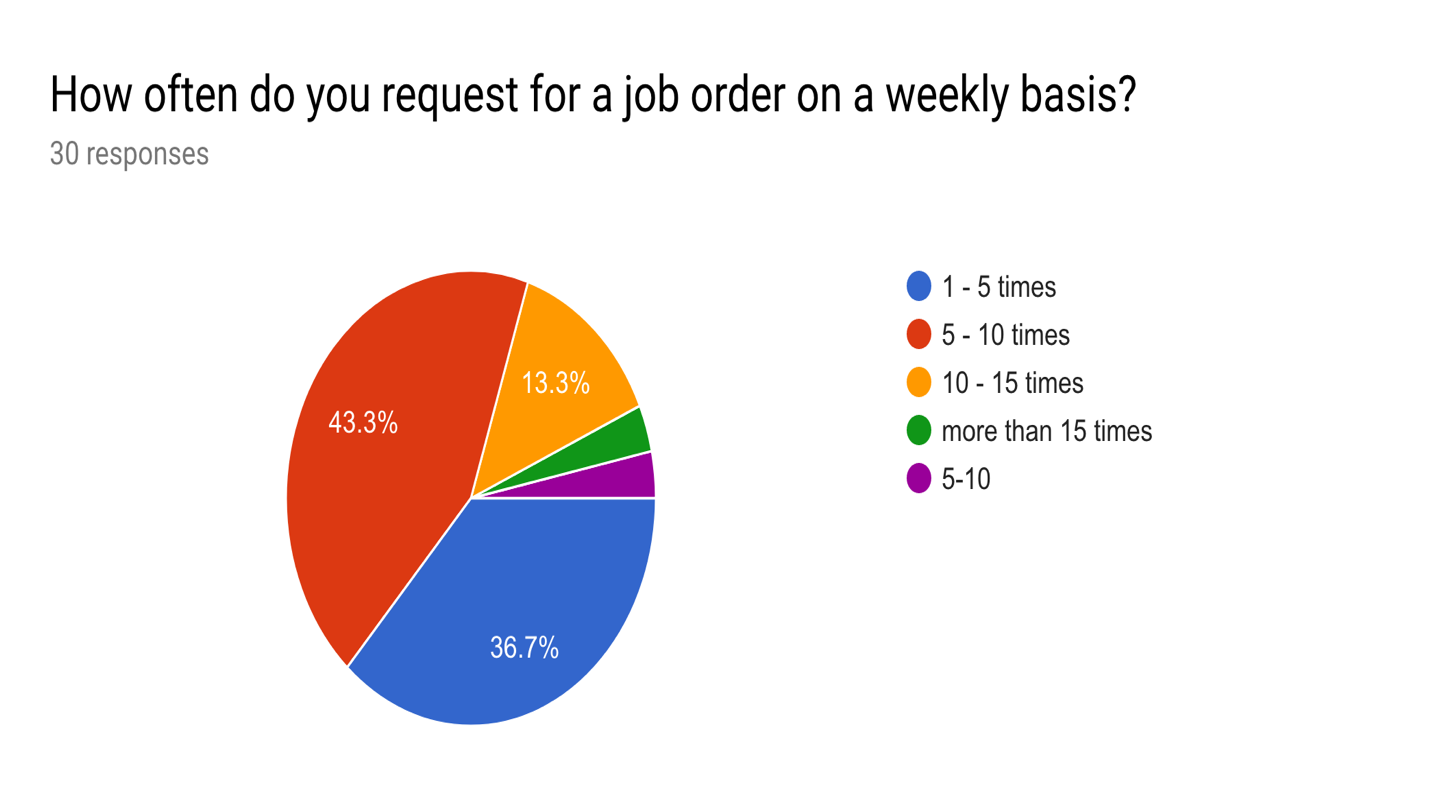 How often do you request for a job order on a weekly basis?
30 responses
1 - 5 times
5 - 10 times
10 - 15 times
more than 15 times
5-10
13.3%
43.3%
36.7%